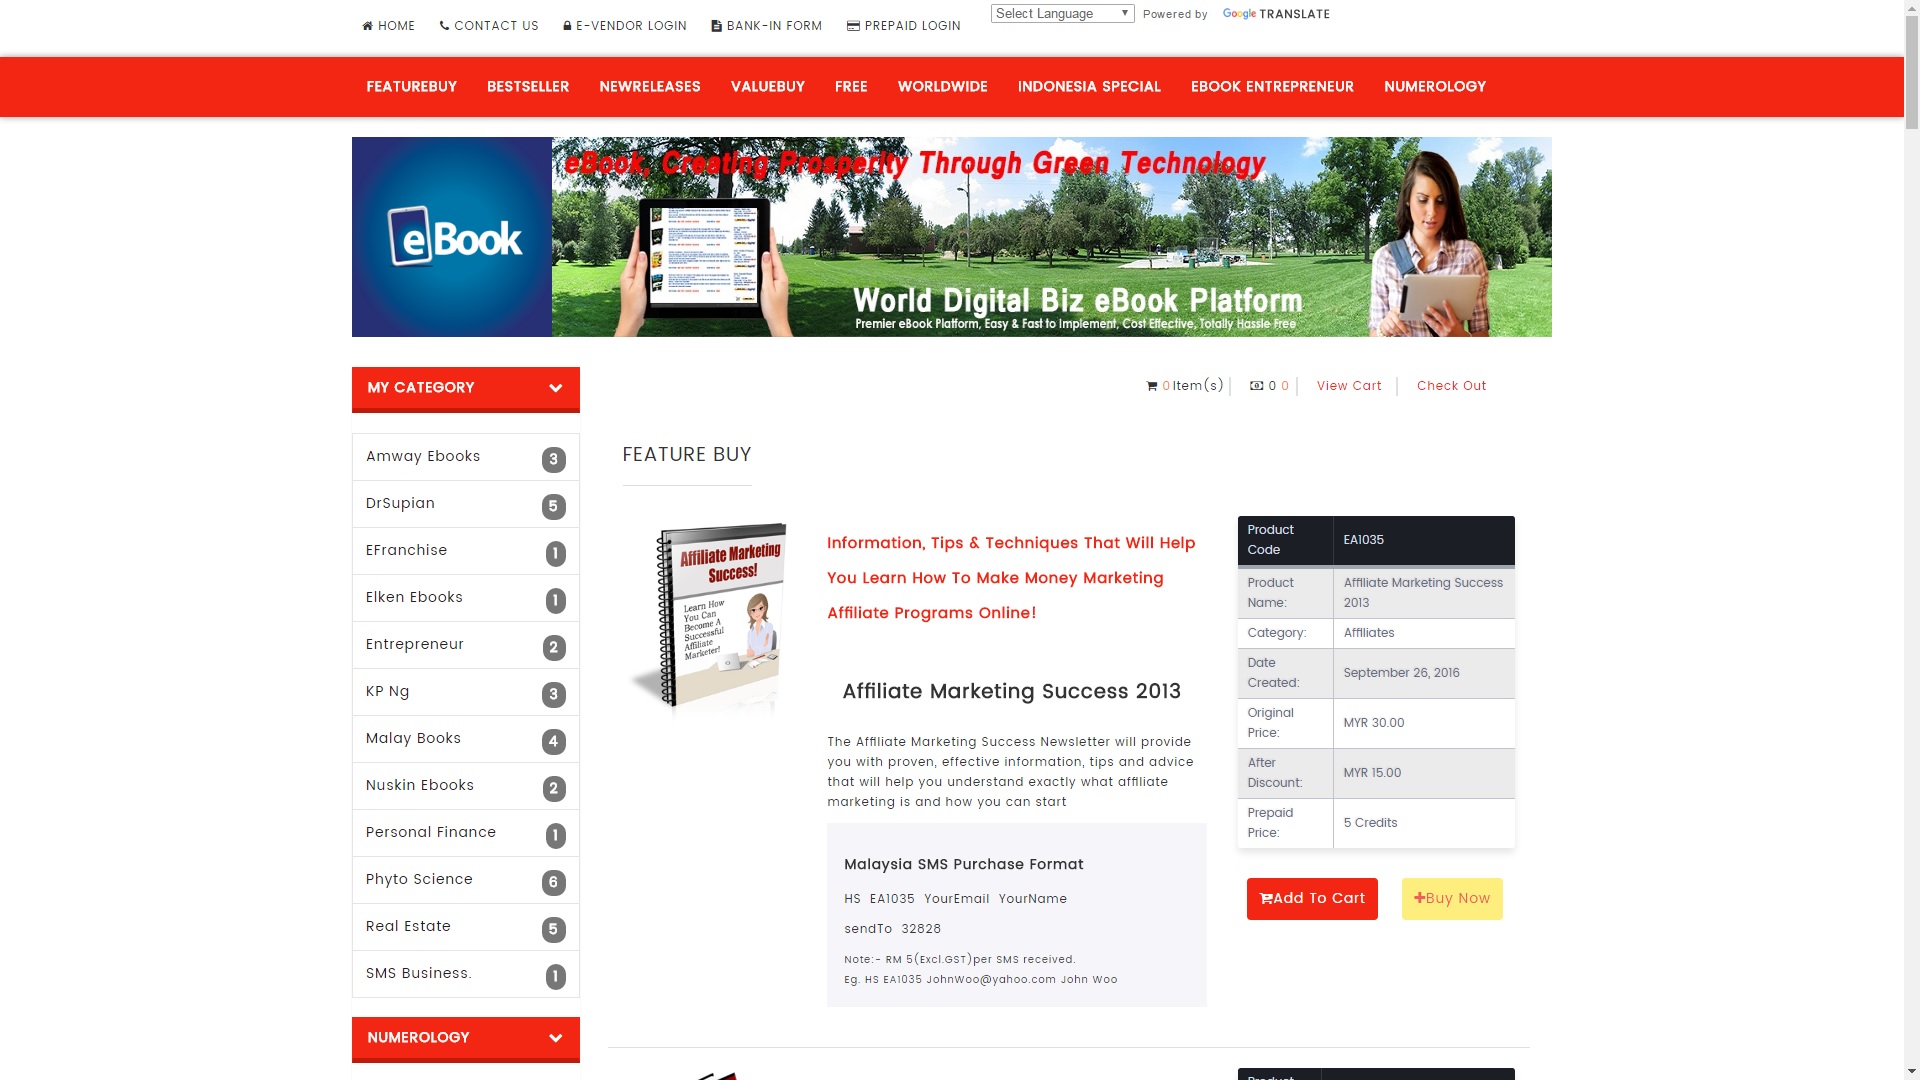 HOME CONTACT US E-VENDOR LOGIN BANK-IN FORM PREPAID LOGIN
Select Language Powered by Google TRANSLATE
FEATUREBUY BESTSELLER NEWRELEASES VALUEBUY FREE WORLDWIDE INDONESIA SPECIAL EBOOK ENTREPRENEUR NUMEROLOGY
eBook
eBook, Creating Prosperity Through Green Technology
World Digital Biz eBook Platform
Premier eBook Platform, Easy & Fast to Implement, Cost Effective, Totally Hassle Free
MY CATEGORY
0 Item(s) 0 0 View Cart Check Out
Amway Ebooks 3
DrSupian 5
EFranchise 1
Elken Ebooks 1
Entrepreneur 2
KP Ng 3
Malay Books 4
Nuskin Ebooks 2
Personal Finance 1
Phyto Science 6
Real Estate 5
SMS Business. 1
NUMEROLOGY
FEATURE BUY
Affiliate Marketing
Success!
Learn How
You Can
Become A
Successful
Affiliate
Marketer!
Information, Tips & Techniques That Will Help
You Learn How To Make Money Marketing
Affiliate Programs Online!
Affiliate Marketing Success 2013
The Affiliate Marketing Success Newsletter will provide
you with proven, effective information, tips and advice
that will help you understand exactly what affiliate
marketing is and how you can start
Malaysia SMS Purchase Format
HS EA1035 YourEmail YourName
sendTo 32828
Note:- RM 5(Excl.GST)per SMS received.
Eg. HS EA1035 JohnWoo@yahoo.com John Woo
Product
Code
EA1035
Product
Name:
Affiliate Marketing Success
2013
Category: Affiliates
Date
Created:
September 26, 2016
Original
Price:
MYR 30.00
After
Discount:
MYR 15.00
Prepaid
Price:
5 Credits
Add To Cart Buy Now
Product